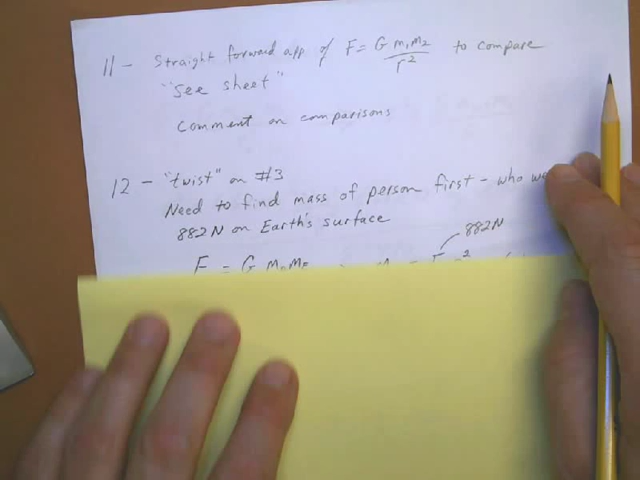 11 - Straight forward app. of F = G m₁m₂ / r² to compare
"see sheet"
Comment on comparisons
12 - "twist" on #3
Need to find mass of person first - who
882N on Earth's surface
882N
F = G